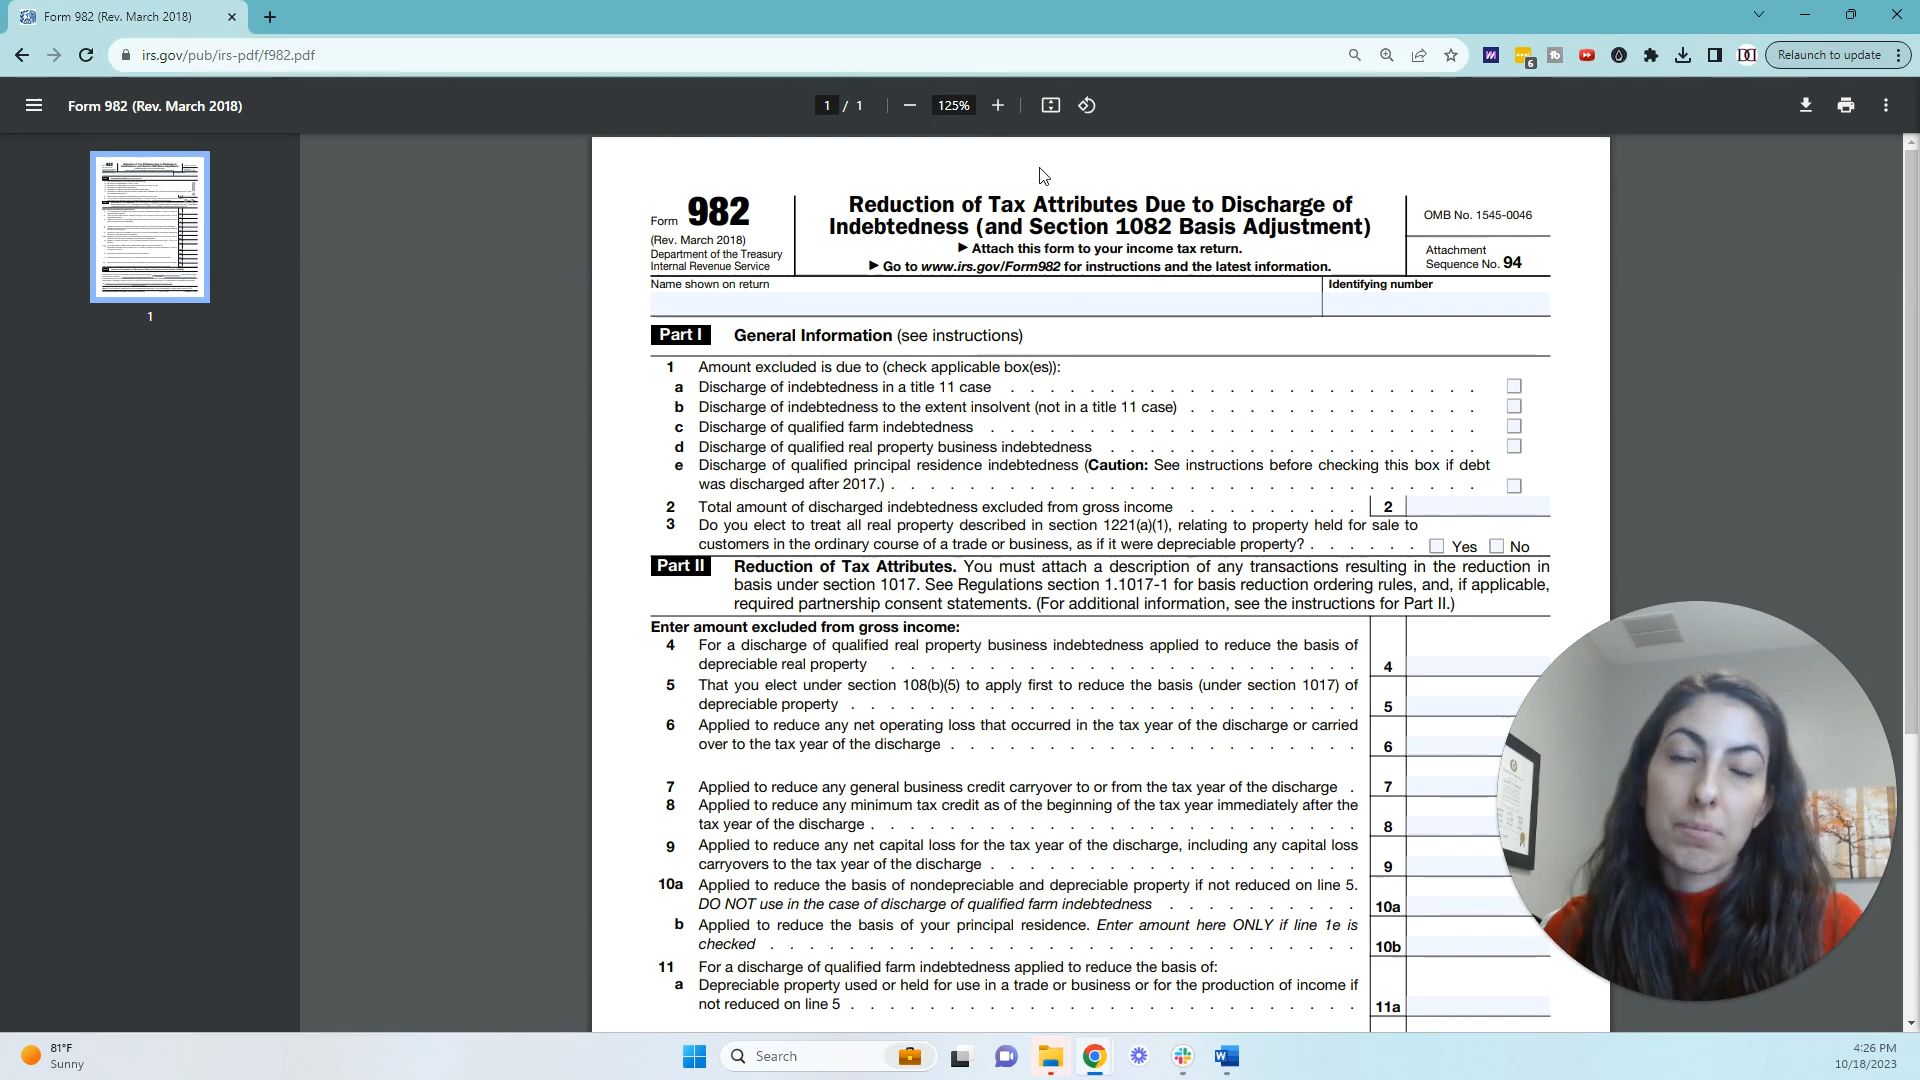 Form 982 (Rev. March 2018)
irs.gov/pub/irs-pdf/f982.pdf
6
Relaunch to update
Form 982 (Rev. March 2018)
1 / 1
125%
1
Form 982
(Rev. March 2018)
Department of the Treasury
Internal Revenue Service
Reduction of Tax Attributes Due to Discharge of
Indebtedness (and Section 1082 Basis Adjustment)
▶ Attach this form to your income tax return.
▶ Go to www.irs.gov/Form982 for instructions and the latest information.
OMB No. 1545-0046
Attachment
Sequence No. 94
Name shown on return
Identifying number
Part I General Information (see instructions)
1 Amount excluded is due to (check applicable box(es)):
a Discharge of indebtedness in a title 11 case
b Discharge of indebtedness to the extent insolvent (not in a title 11 case)
c Discharge of qualified farm indebtedness
d Discharge of qualified real property business indebtedness
e Discharge of qualified principal residence indebtedness (Caution: See instructions before checking this box if debt
was discharged after 2017.)
2 Total amount of discharged indebtedness excluded from gross income 2
3 Do you elect to treat all real property described in section 1221(a)(1), relating to property held for sale to
customers in the ordinary course of a trade or business, as if it were depreciable property? Yes No
Part II Reduction of Tax Attributes. You must attach a description of any transactions resulting in the reduction in
basis under section 1017. See Regulations section 1.1017-1 for basis reduction ordering rules, and, if applicable,
required partnership consent statements. (For additional information, see the instructions for Part II.)
Enter amount excluded from gross income:
4 For a discharge of qualified real property business indebtedness applied to reduce the basis of
depreciable real property 4
5 That you elect under section 108(b)(5) to apply first to reduce the basis (under section 1017) of
depreciable property 5
6 Applied to reduce any net operating loss that occurred in the tax year of the discharge or carried
over to the tax year of the discharge 6
7 Applied to reduce any general business credit carryover to or from the tax year of the discharge 7
8 Applied to reduce any minimum tax credit as of the beginning of the tax year immediately after the
tax year of the discharge 8
9 Applied to reduce any net capital loss for the tax year of the discharge, including any capital loss
carryovers to the tax year of the discharge 9
10a Applied to reduce the basis of nondepreciable and depreciable property if not reduced on line 5.
DO NOT use in the case of discharge of qualified farm indebtedness 10a
b Applied to reduce the basis of your principal residence. Enter amount here ONLY if line 1e is
checked 10b
11 For a discharge of qualified farm indebtedness applied to reduce the basis of:
a Depreciable property used or held for use in a trade or business or for the production of income if
not reduced on line 5 11a
81°F
Sunny
Search
4:26 PM
10/18/2023